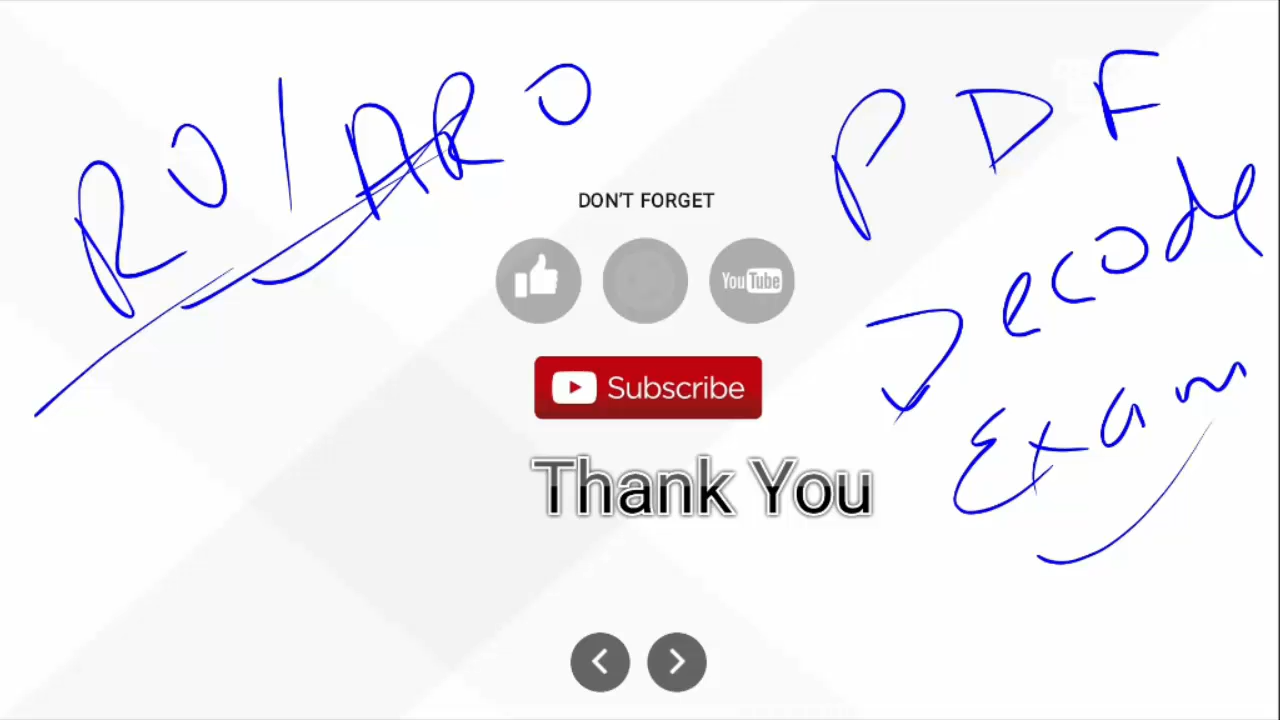 RO/ARO
PDF
Decode
Exam
DON'T FORGET
YouTube
Subscribe
Thank You